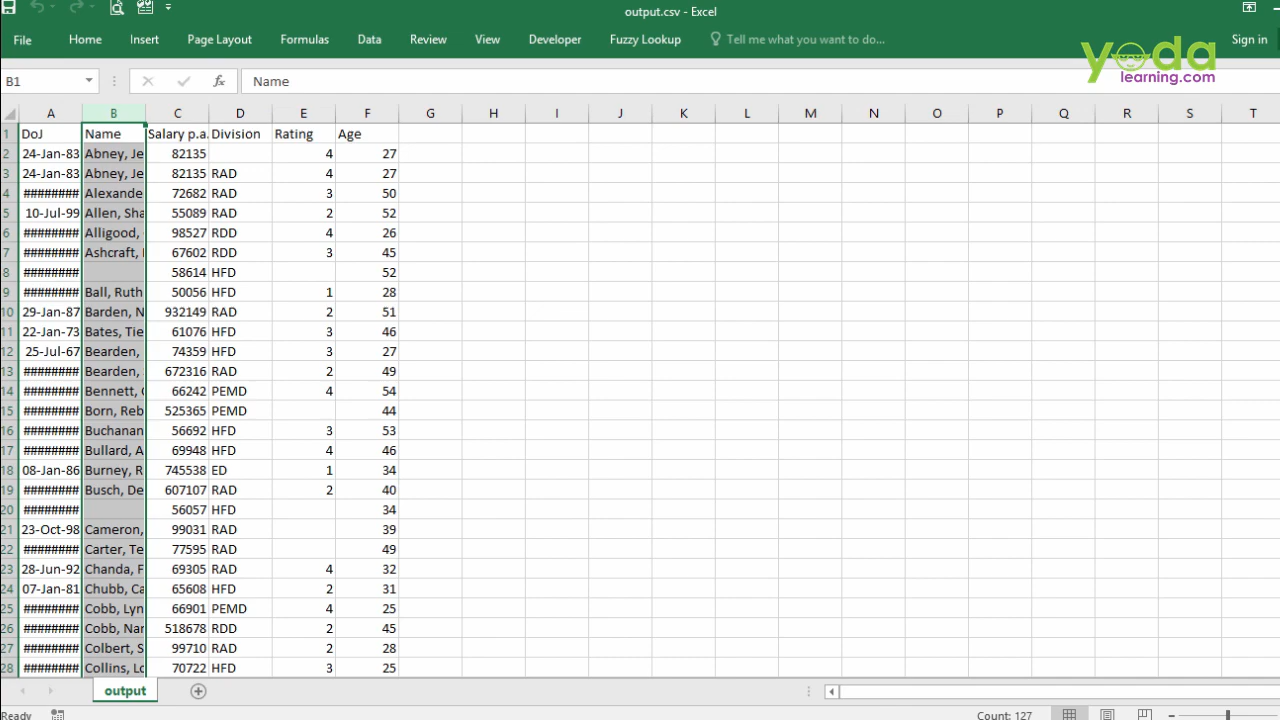 output.csv - Excel
File Home Insert Page Layout Formulas Data Review View Developer Fuzzy Lookup Tell me what you want to do... Sign in
yoda
learning.com
B1 fx Name
A B C D E F G H I J K L M N O P Q R S T
1 DoJ Name Salary p.a. Division Rating Age
2 24-Jan-83 Abney, Je 82135 4 27
3 24-Jan-83 Abney, Je 82135 RAD 4 27
4 ######## Alexande 72682 RAD 3 50
5 10-Jul-99 Allen, Sha 55089 RAD 2 52
6 ######## Alligood, 98527 RDD 4 26
7 ######## Ashcraft, 67602 RDD 3 45
8 ######## 58614 HFD 52
9 ######## Ball, Ruth 50056 HFD 1 28
10 29-Jan-87 Barden, N 932149 RAD 2 51
11 22-Jan-73 Bates, Tie 61076 HFD 3 46
12 25-Jul-67 Bearden, 74359 HFD 3 27
13 ######## Bearden, 672316 RAD 2 49
14 ######## Bennett, 66242 PEMD 4 54
15 ######## Born, Reb 525365 PEMD 44
16 ######## Buchanan 56692 HFD 3 53
17 ######## Bullard, A 69948 HFD 4 46
18 08-Jan-86 Burney, R 745538 ED 1 34
19 ######## Busch, De 607107 RAD 2 40
20 ######## 56057 HFD 34
21 23-Oct-98 Cameron, 99031 RAD 39
22 ######## Carter, Te 77595 RAD 49
23 28-Jun-92 Chanda, F 69305 RAD 4 32
24 07-Jan-81 Chubb, Ca 65608 HFD 2 31
25 ######## Cobb, Lyn 66901 PEMD 4 25
26 ######## Cobb, Nar 518678 RDD 2 45
27 ######## Colbert, S 99710 RAD 2 28
28 ######## Collins, Lo 70722 HFD 3 25
output
Ready Count: 127